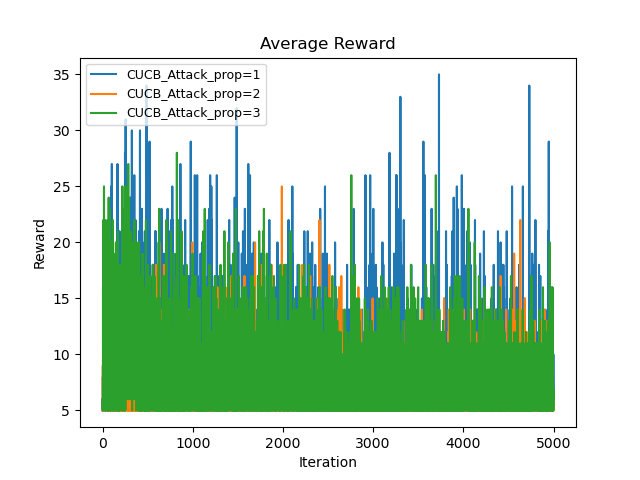 Average Reward
CUCB_Attack_prop=1
CUCB_Attack_prop=2
CUCB_Attack_prop=3
35
30
25
20
15
10
5
Reward
0
1000
2000
3000
4000
5000
Iteration